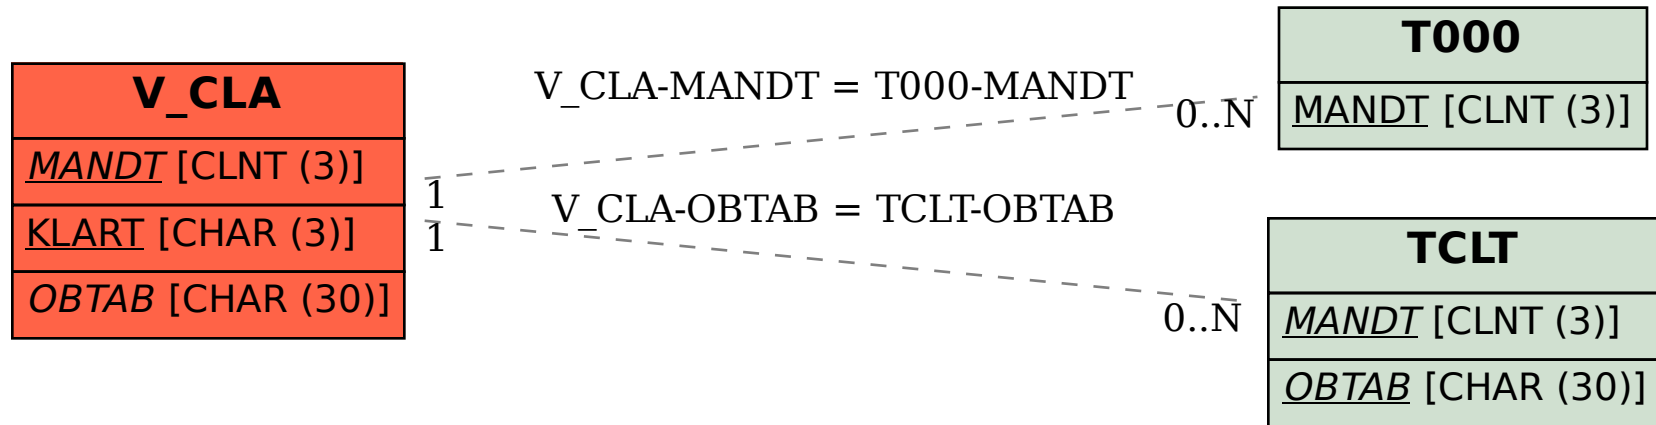 V_CLA
MANDT [CLNT (3)]
KLART [CHAR (3)]
OBTAB [CHAR (30)]
V_CLA-MANDT = T000-MANDT
1
0..N
V_CLA-OBTAB = TCLT-OBTAB
1
0..N
T000
MANDT [CLNT (3)]
TCLT
MANDT [CLNT (3)]
OBTAB [CHAR (30)]